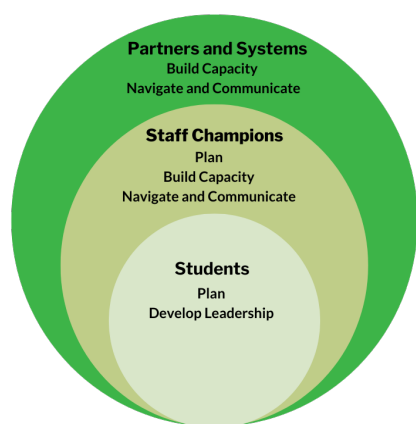 Partners and Systems
Build Capacity
Navigate and Communicate
Staff Champions
Plan
Build Capacity
Navigate and Communicate
Students
Plan
Develop Leadership